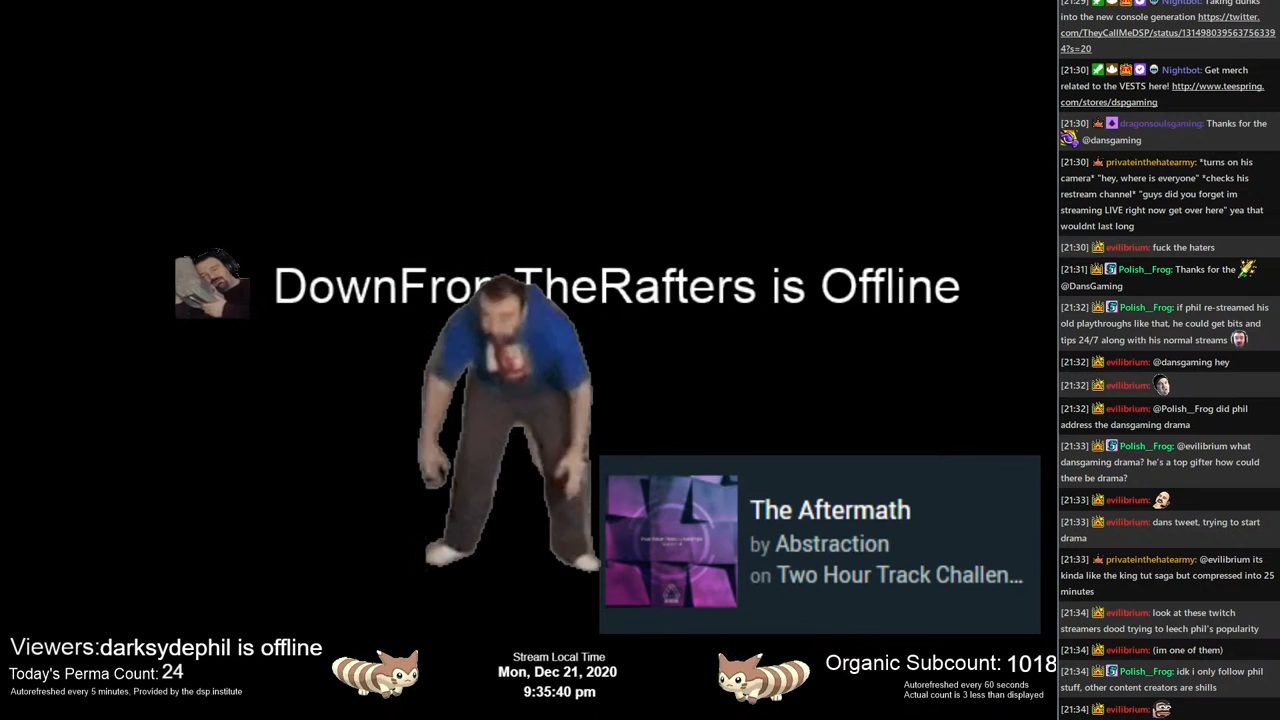 DownFrom TheRafters is Offline
The Aftermath
by Abstraction
on Two Hour Track Challen...
Viewers:darksydephil is offline
Today's Perma Count: 24
Autorefreshed every 5 minutes, Provided by the dsp.institute
Stream Local Time
Mon, Dec 21, 2020
9:35:40 pm
Organic Subcount: 1018
Autorefreshed every 60 seconds
Actual count is 3 less than displayed
[21:29] Nightbot: Taking dunks
into the new console generation https://twitter.
com/TheyCallMeDSP/status/131498039563756339
4?s=20
[21:30] Nightbot: Get merch
related to the VESTS here! http://www.teespring.
com/stores/dspgaming
[21:30] dragonsoulsgaming: Thanks for the
@dansgaming
[21:30] privateinthehatearmy: *turns on his
camera* "hey, where is everyone" *checks his
restream channel* "guys did you forget im
streaming LIVE right now get over here" yea that
wouldnt last long
[21:30] evilibrium: fuck the haters
[21:31] Polish__Frog: Thanks for the
@DansGaming
[21:32] Polish__Frog: if phil re-streamed his
old playthroughs like that, he could get bits and
tips 24/7 along with his normal streams
[21:32] evilibrium: @dansgaming hey
[21:32] evilibrium:
[21:32] evilibrium: @Polish__Frog did phil
address the dansgaming drama
[21:33] Polish__Frog: @evilibrium what
dansgaming drama? he's a top gifter how could
there be drama?
[21:33] evilibrium:
[21:33] evilibrium: dans tweet, trying to start
drama
[21:33] privateinthehatearmy: @evilibrium its
kinda like the king tut saga but compressed into 25
minutes
[21:34] evilibrium: look at these twitch
streamers dood trying to leech phil's popularity
[21:34] evilibrium: (im one of them)
[21:34] Polish__Frog: idk i only follow phil
stuff, other content creators are shills
[21:34] evilibrium: